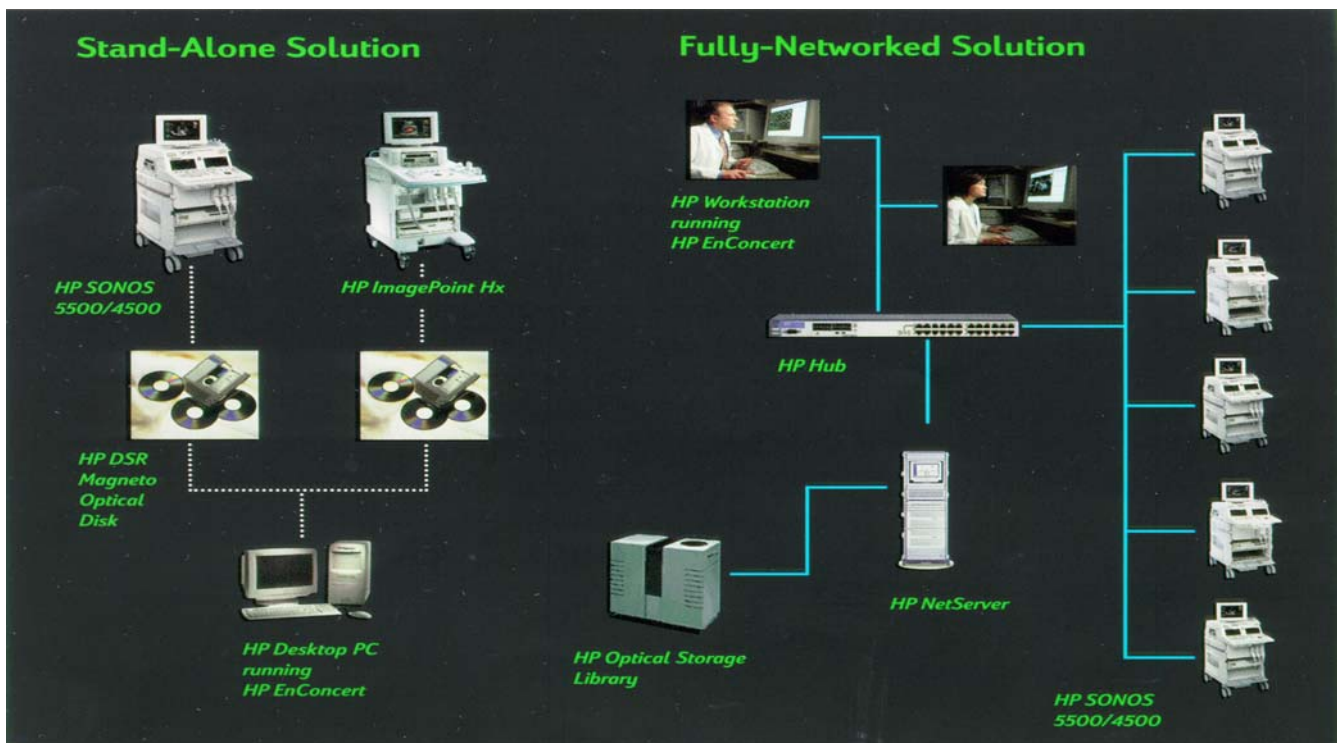 Stand-Alone Solution
Fully-Networked Solution
HP SONOS
5500/4500
HP ImagePoint Hx
HP DSR
Magneto
Optical
Disk
HP Desktop PC
running
HP EnConcert
HP Workstation
running
HP EnConcert
HP Hub
HP NetServer
HP Optical Storage
Library
HP SONOS
5500/4500